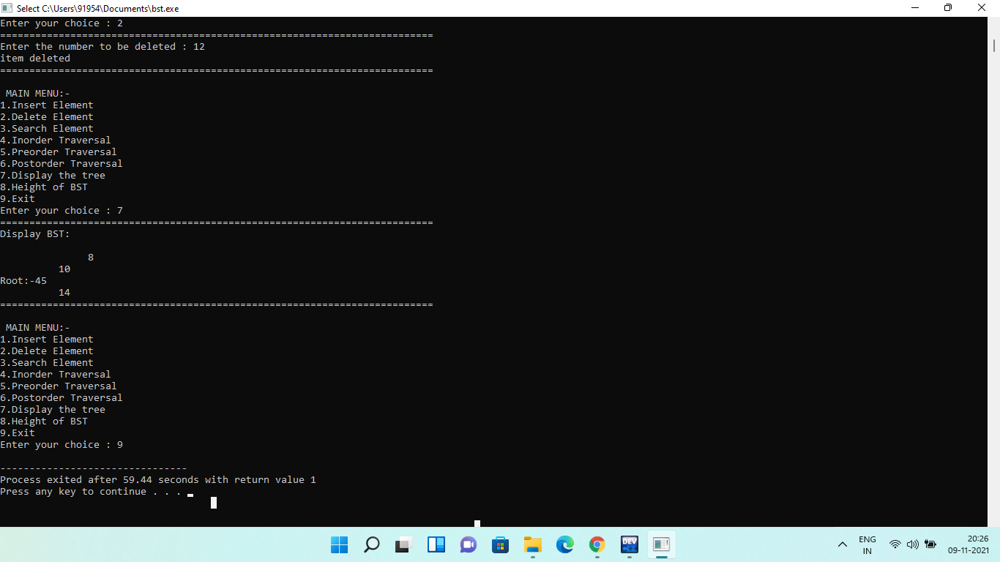 Select C:\Users\91954\Documents\bst.exe
Enter your choice : 2
==========================================================================
Enter the number to be deleted : 12
item deleted
==========================================================================
 MAIN MENU:-
1.Insert Element
2.Delete Element
3.Search Element
4.Inorder Traversal
5.Preorder Traversal
6.Postorder Traversal
7.Display the tree
8.Height of BST
9.Exit
Enter your choice : 7
==========================================================================
Display BST:
               8
          10
Root:-45
          14
==========================================================================
 MAIN MENU:-
1.Insert Element
2.Delete Element
3.Search Element
4.Inorder Traversal
5.Preorder Traversal
6.Postorder Traversal
7.Display the tree
8.Height of BST
9.Exit
Enter your choice : 9
--------------------------------
Process exited after 59.44 seconds with return value 1
Press any key to continue . . .
DEV
ENG
IN
20:26
09-11-2021